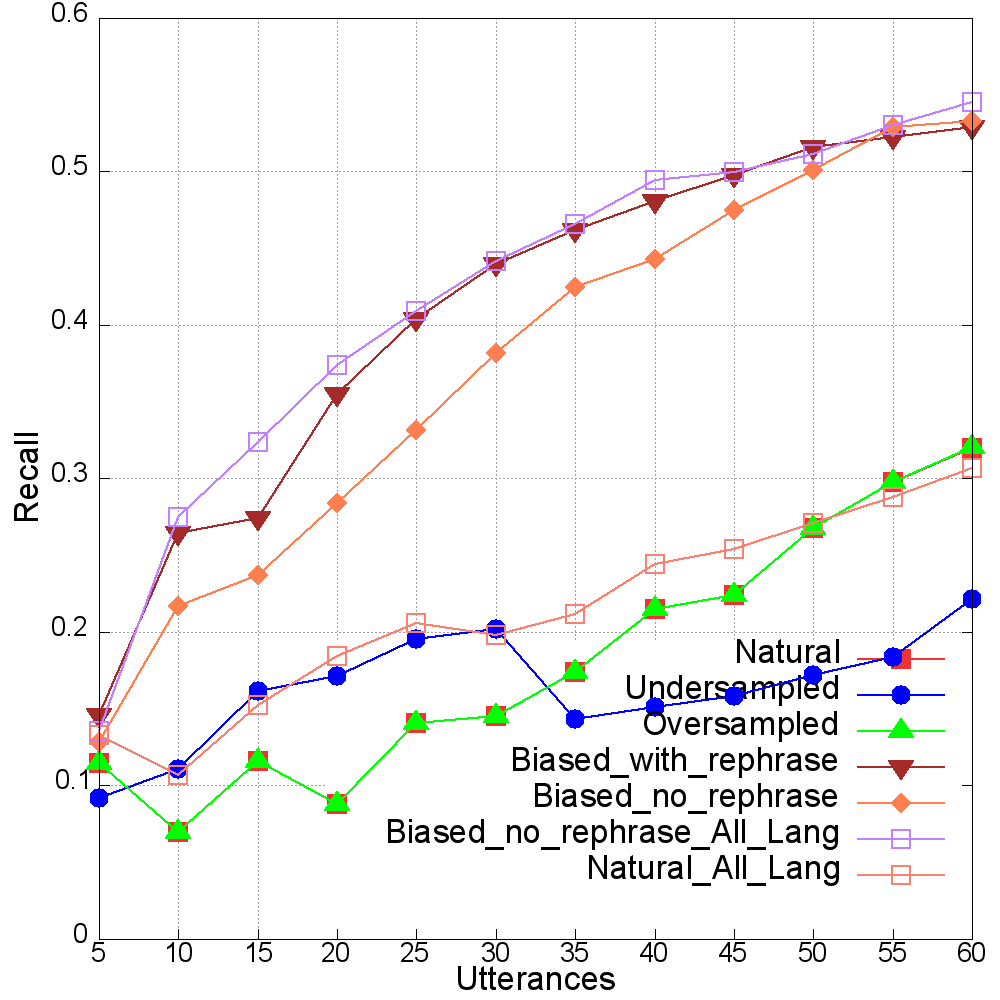 0.6
0.5
0.4
0.3
0.2
0.1
0
Recall
Natural
Undersampled
Oversampled
Biased_with_rephrase
Biased_no_rephrase
Biased_no_rephrase_All_Lang
Natural_All_Lang
5 10 15 20 25 30 35 40 45 50 55 60
Utterances